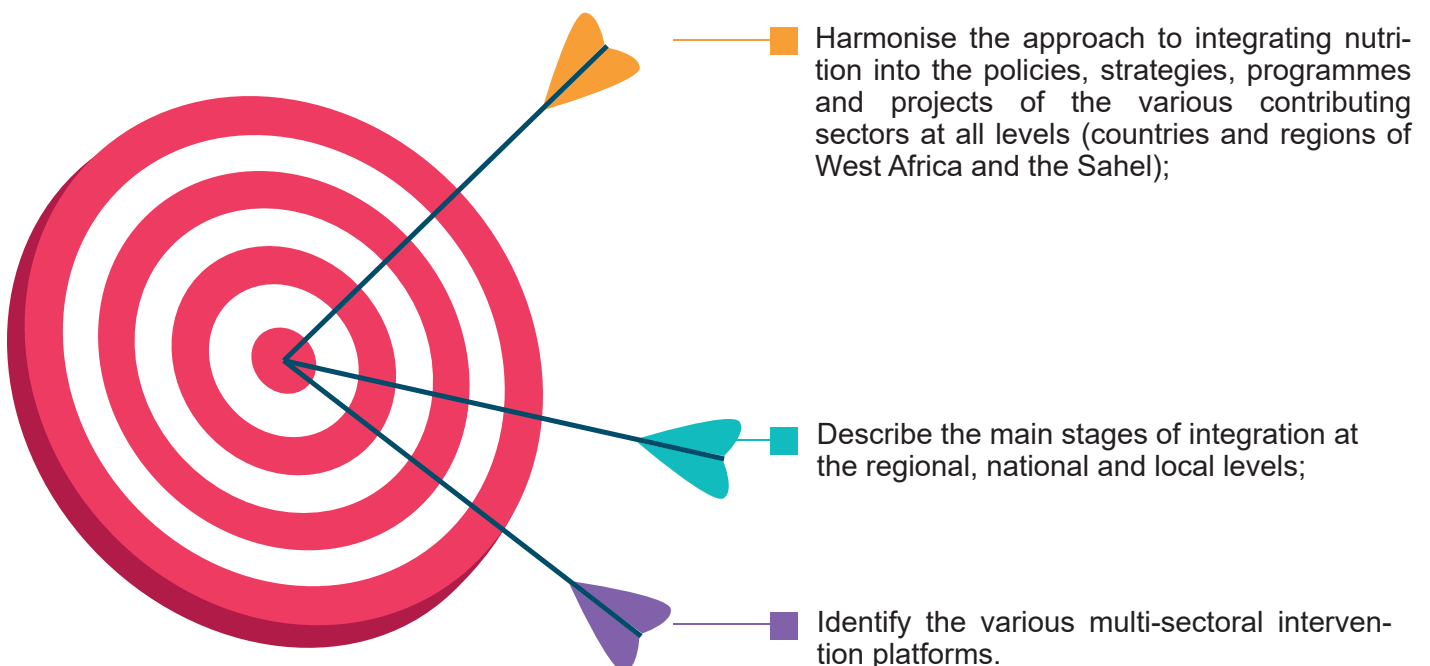 Harmonise the approach to integrating nutri-
tion into the policies, strategies, programmes
and projects of the various contributing
sectors at all levels (countries and regions of
West Africa and the Sahel);
Describe the main stages of integration at
the regional, national and local levels;
Identify the various multi-sectoral interven-
tion platforms.